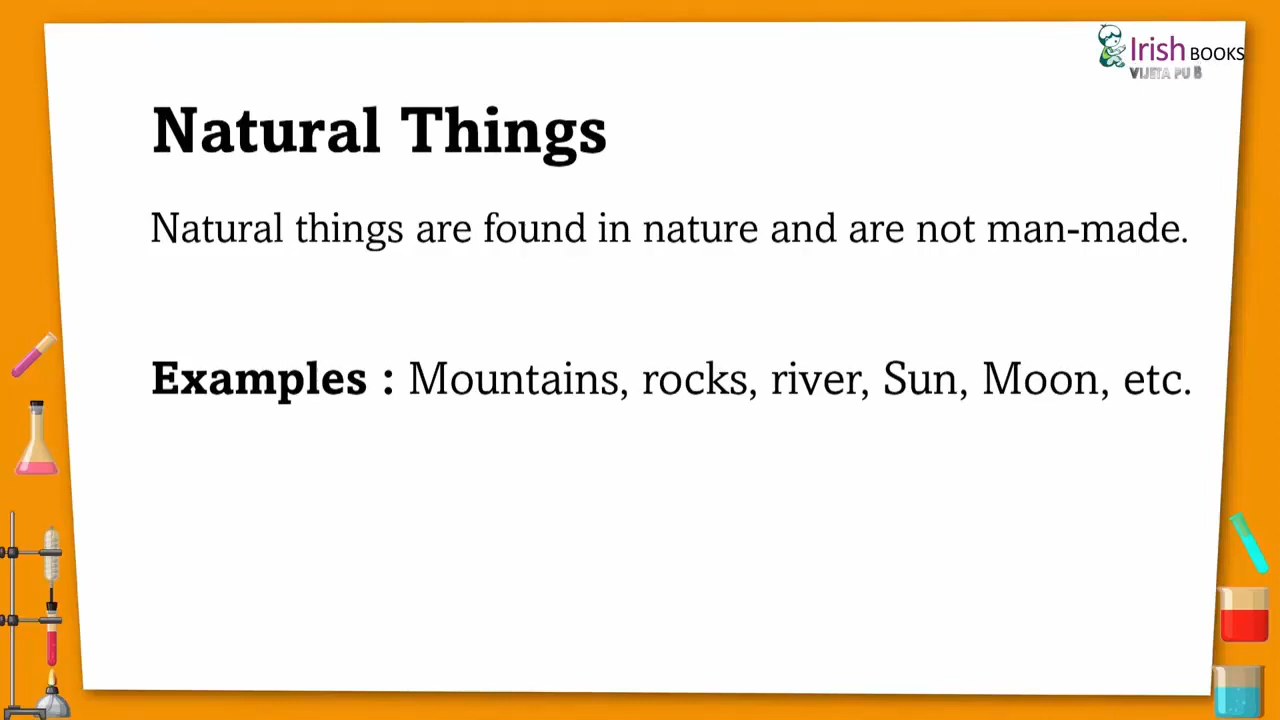 Irish BOOKS
VIJETA PU B
Natural Things
Natural things are found in nature and are not man-made.
Examples : Mountains, rocks, river, Sun, Moon, etc.